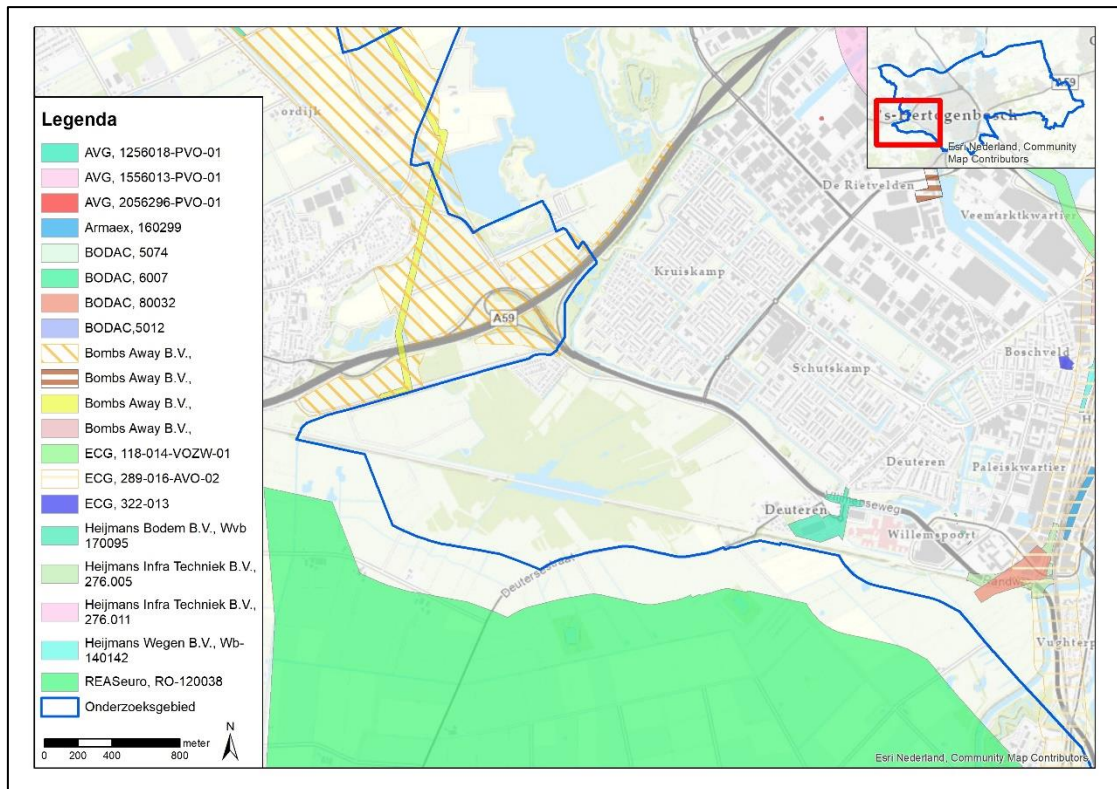 Legenda
AVG, 1256018-PVO-01
AVG, 1556013-PVO-01
AVG, 2056296-PVO-01
Armaex, 160299
BODAC, 5074
BODAC, 6007
BODAC, 80032
BODAC,5012
Bombs Away B.V.,
Bombs Away B.V.,
Bombs Away B.V.,
Bombs Away B.V.,
ECG, 118-014-VOZW-01
ECG, 289-016-AVO-02
ECG, 322-013
Heijmans Bodem B.V., Wvb
170095
Heijmans Infra Techniek B.V.,
276.005
Heijmans Infra Techniek B.V.,
276.011
Heijmans Wegen B.V., Wb-
140142
REASeuro, RO-120038
Onderzoeksgebied
N
meter
0 200 400 800
ordijk
A59
Kruiskamp
De Rietvelden
Veemarktkwartier
Schutskamp
Boschveld
Deuteren
Paleiskwartier
Deuteren
Willemspoort
Deutersestraat
Randw
Vughterp
A59
's-Hertogenbosch
Esri Nederland, Community
Map Contributors
Esri Nederland, Community Map Contributors